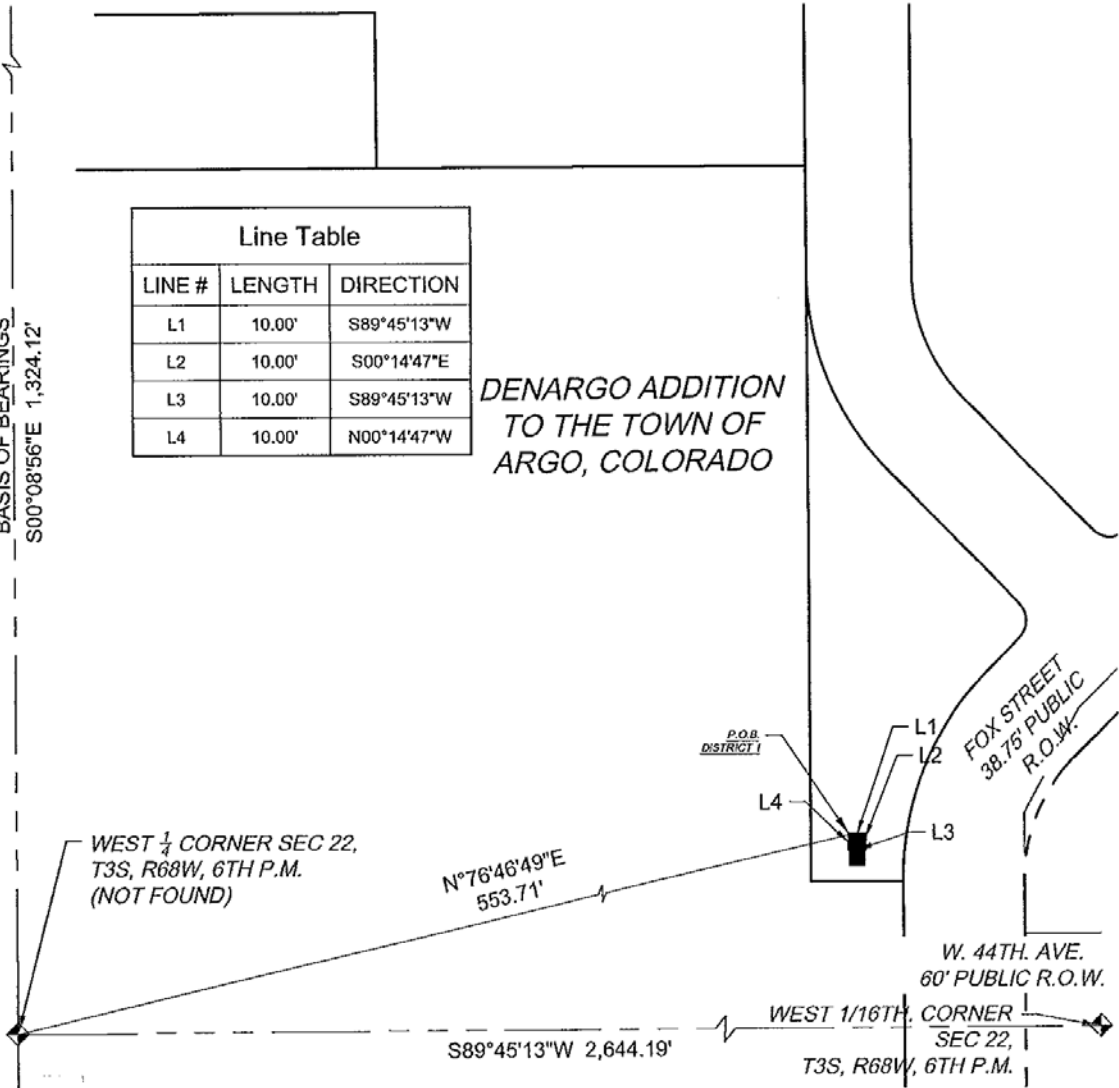 Line Table
LINE # LENGTH DIRECTION
L1 10.00' S89°45'13"W
L2 10.00' S00°14'47"E
L3 10.00' S89°45'13"W
L4 10.00' N00°14'47"W
BASIS OF BEARINGS
S00°08'56"E 1,324.12'
DENARGO ADDITION
TO THE TOWN OF
ARGO, COLORADO
FOX STREET
38.75' PUBLIC
R.O.W.
P.O.B.
DISTRICT 1
L1
L2
L4
L3
WEST 1/4 CORNER SEC 22,
T3S, R68W, 6TH P.M.
(NOT FOUND)
N°76'46'49"E
553.71'
W. 44TH. AVE.
60' PUBLIC R.O.W.
WEST 1/16TH. CORNER
SEC 22,
T3S, R68W, 6TH P.M.
S89°45'13"W 2,644.19'